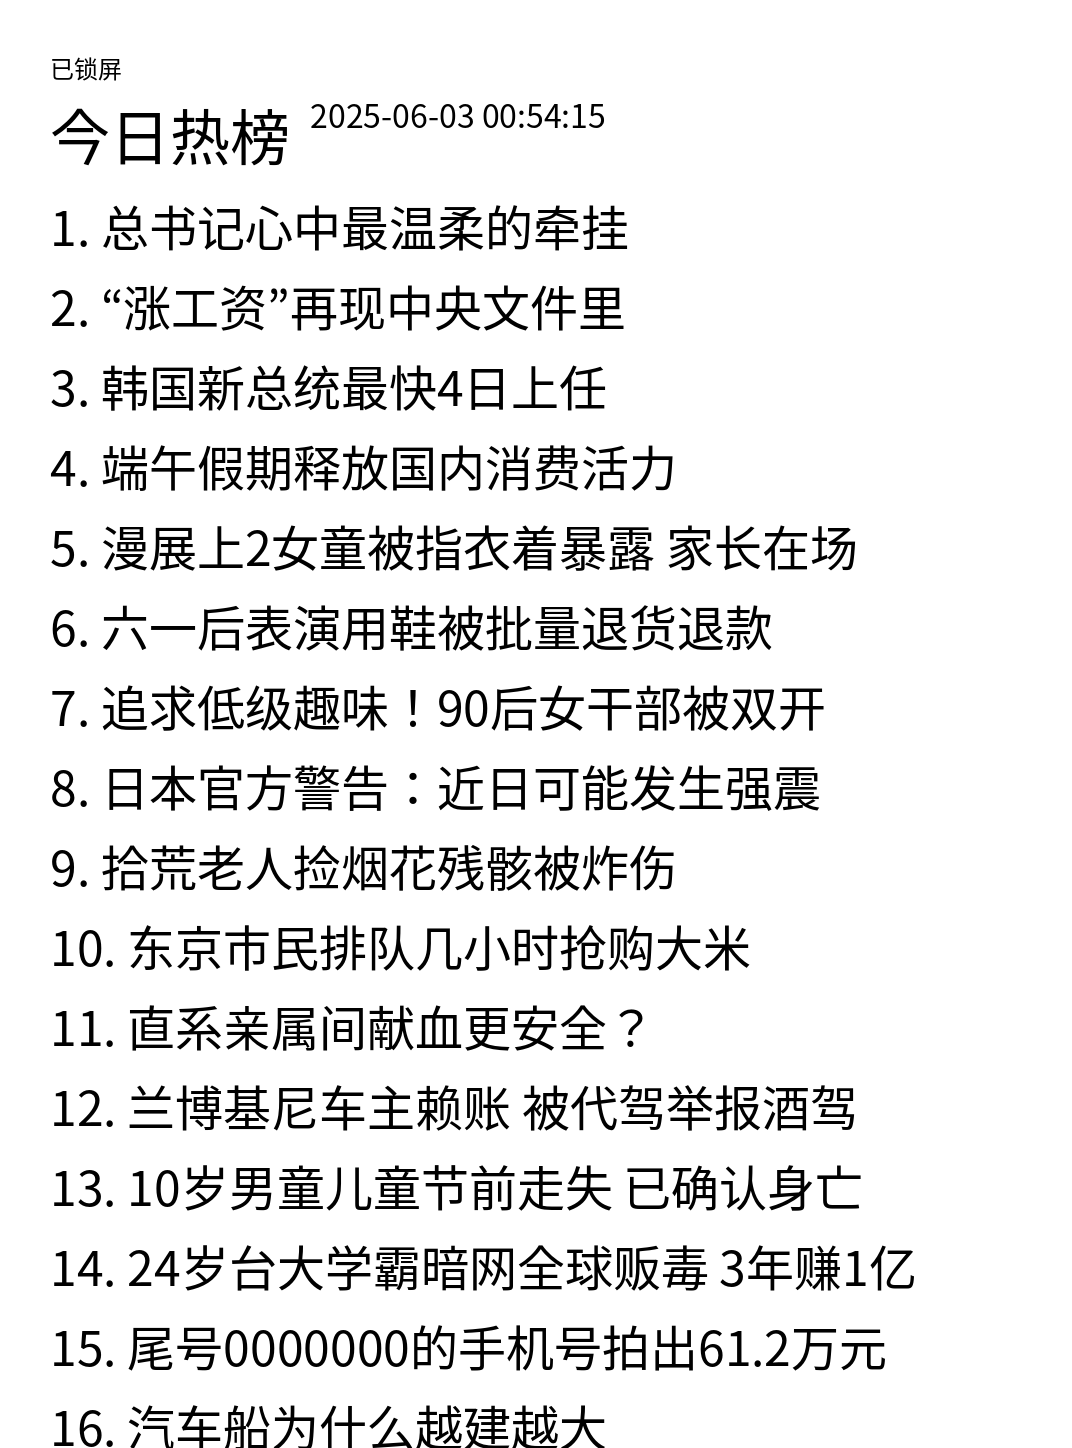 已锁屏
今日热榜 2025-06-03 00:54:15
1. 总书记心中最温柔的牵挂
2. “涨工资”再现中央文件里
3. 韩国新总统最快4日上任
4. 端午假期释放国内消费活力
5. 漫展上2女童被指衣着暴露 家长在场
6. 六一后表演用鞋被批量退货退款
7. 追求低级趣味！90后女干部被双开
8. 日本官方警告：近日可能发生强震
9. 拾荒老人捡烟花残骸被炸伤
10. 东京市民排队几小时抢购大米
11. 直系亲属间献血更安全？
12. 兰博基尼车主赖账 被代驾举报酒驾
13. 10岁男童儿童节前走失 已确认身亡
14. 24岁台大学霸暗网全球贩毒 3年赚1亿
15. 尾号0000000的手机号拍出61.2万元
16. 汽车船为什么越建越大